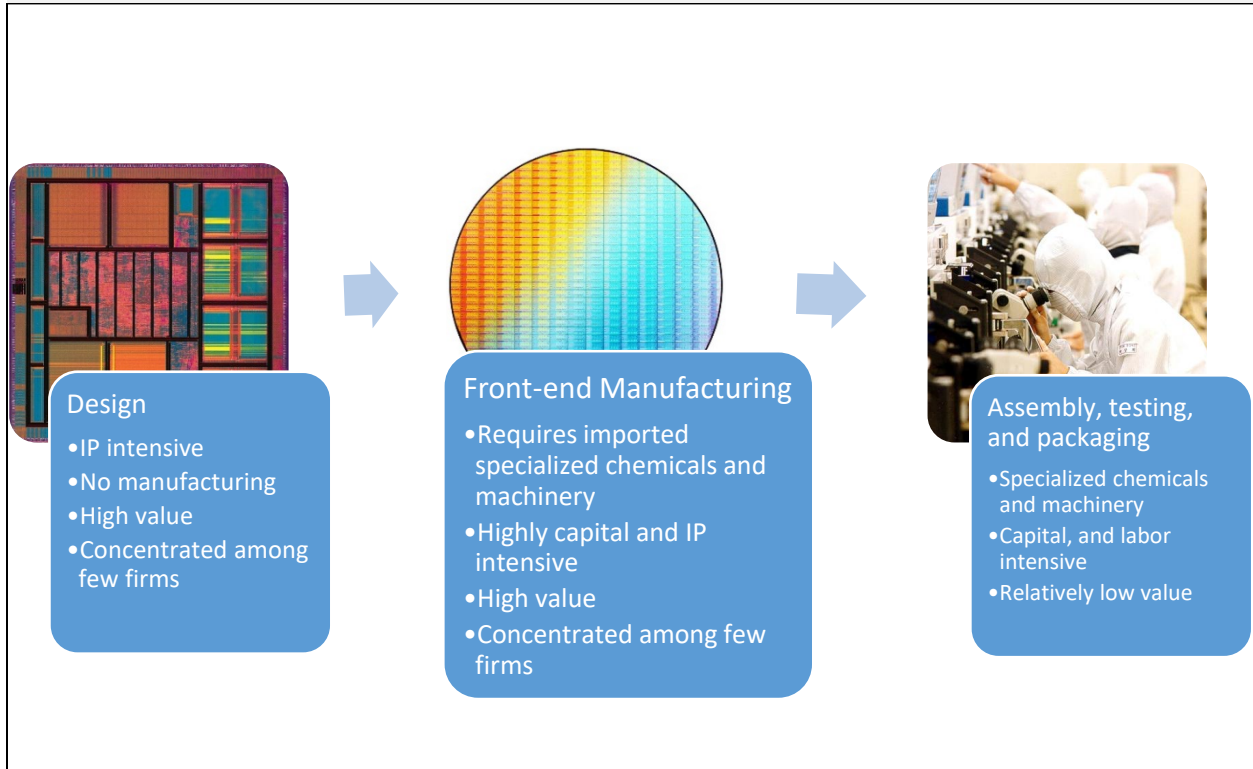 Design
•IP intensive
•No manufacturing
•High value
•Concentrated among
few firms
Front-end Manufacturing
•Requires imported
specialized chemicals and
machinery
•Highly capital and IP
intensive
•High value
•Concentrated among few
firms
Assembly, testing,
and packaging
•Specialized chemicals
and machinery
•Capital, and labor
intensive
•Relatively low value